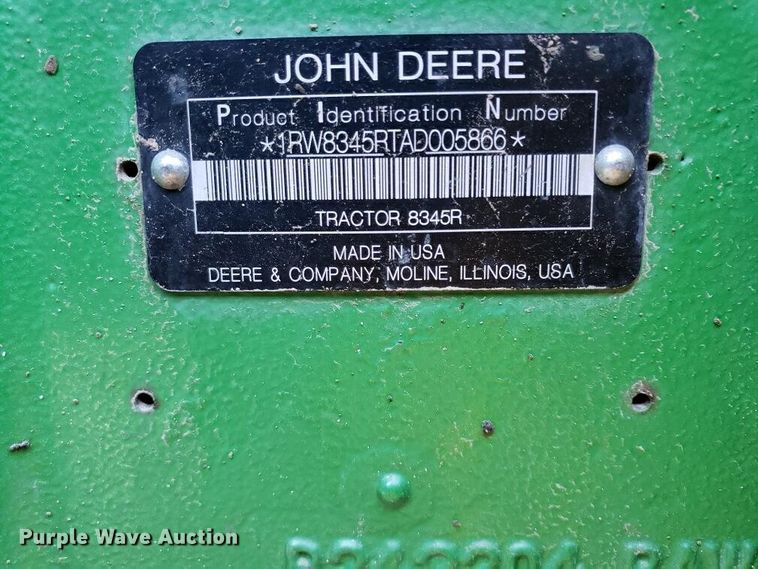 JOHN DEERE
Product Identification Number
*1RW8345RTAD005866*
TRACTOR 8345R
MADE IN USA
DEERE & COMPANY, MOLINE, ILLINOIS, USA
Purple Wave Auction